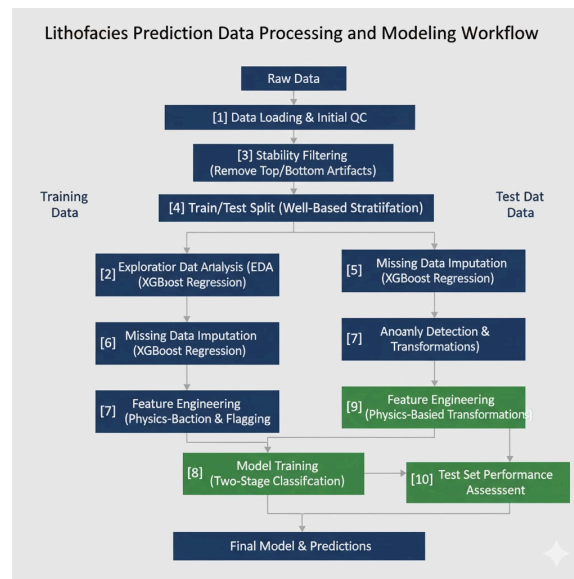 Lithofacies Prediction Data Processing and Modeling Workflow
Raw Data
[1] Data Loading & Initial QC
[3] Stability Filtering
(Remove Top/Bottom Artifacts)
Training
Data
[4] Train/Test Split (Well-Based Stratiifation)
Test Dat
Data
[2] Exploratior Dat Analysis (EDA
(XGBosst Regression)
[5] Missing Data Imputation
(XGBoost Regression)
[6] Missing Data Imputation
(XGBoost Regression)
[7] Anoamly Detection &
Transformations)
[7] Feature Engineering
(Physics-Baction & Flagging
[9] Feature Engineering
(Physics-Basied Transformations)
[8] Model Training
(Two-Stage Classifcation)
[10] Test Set Performance
Assesssent
Final Model & Predictions